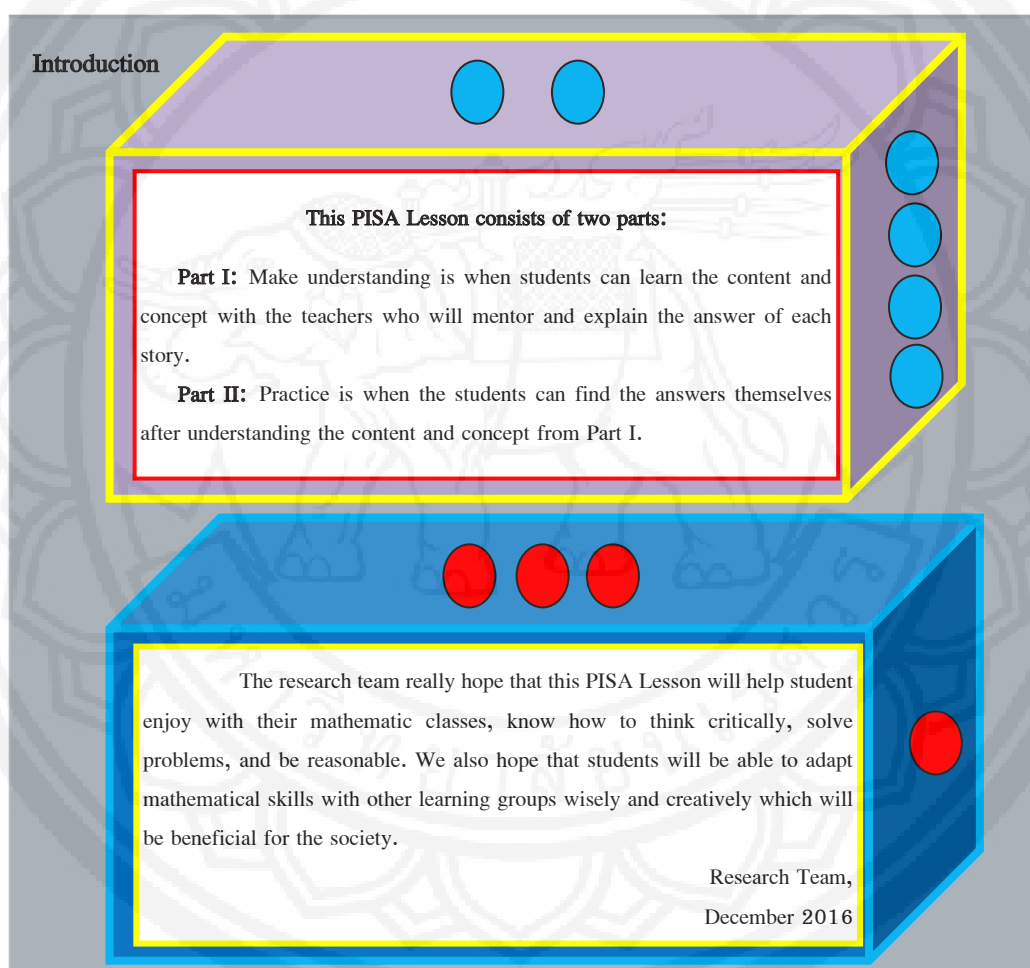 Introduction
This PISA Lesson consists of two parts:
Part I: Make understanding is when students can learn the content and
concept with the teachers who will mentor and explain the answer of each
story.
Part II: Practice is when the students can find the answers themselves
after understanding the content and concept from Part I.
The research team really hope that this PISA Lesson will help student
enjoy with their mathematic classes, know how to think critically, solve
problems, and be reasonable. We also hope that students will be able to adapt
mathematical skills with other learning groups wisely and creatively which will
be beneficial for the society.
Research Team,
December 2016